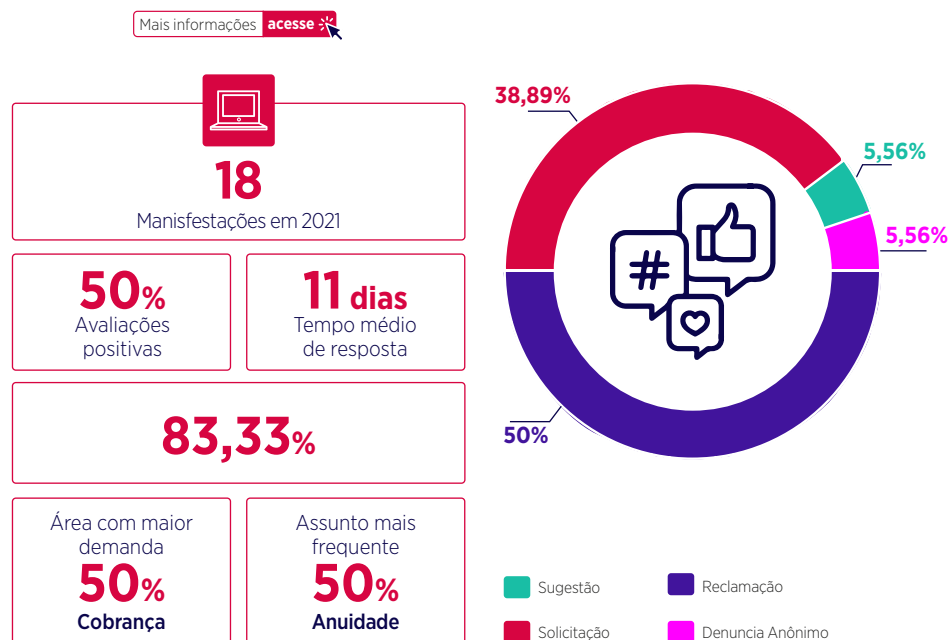 Mais informações acesse
18
Manisfestações em 2021
50%
Avaliações
positivas
11 dias
Tempo médio
de resposta
83,33%
Área com maior
demanda
50%
Cobrança
Assunto mais
frequente
50%
Anuidade
38,89%
5,56%
5,56%
#
50%
Sugestão
Reclamação
Solicitação
Denuncia Anônimo